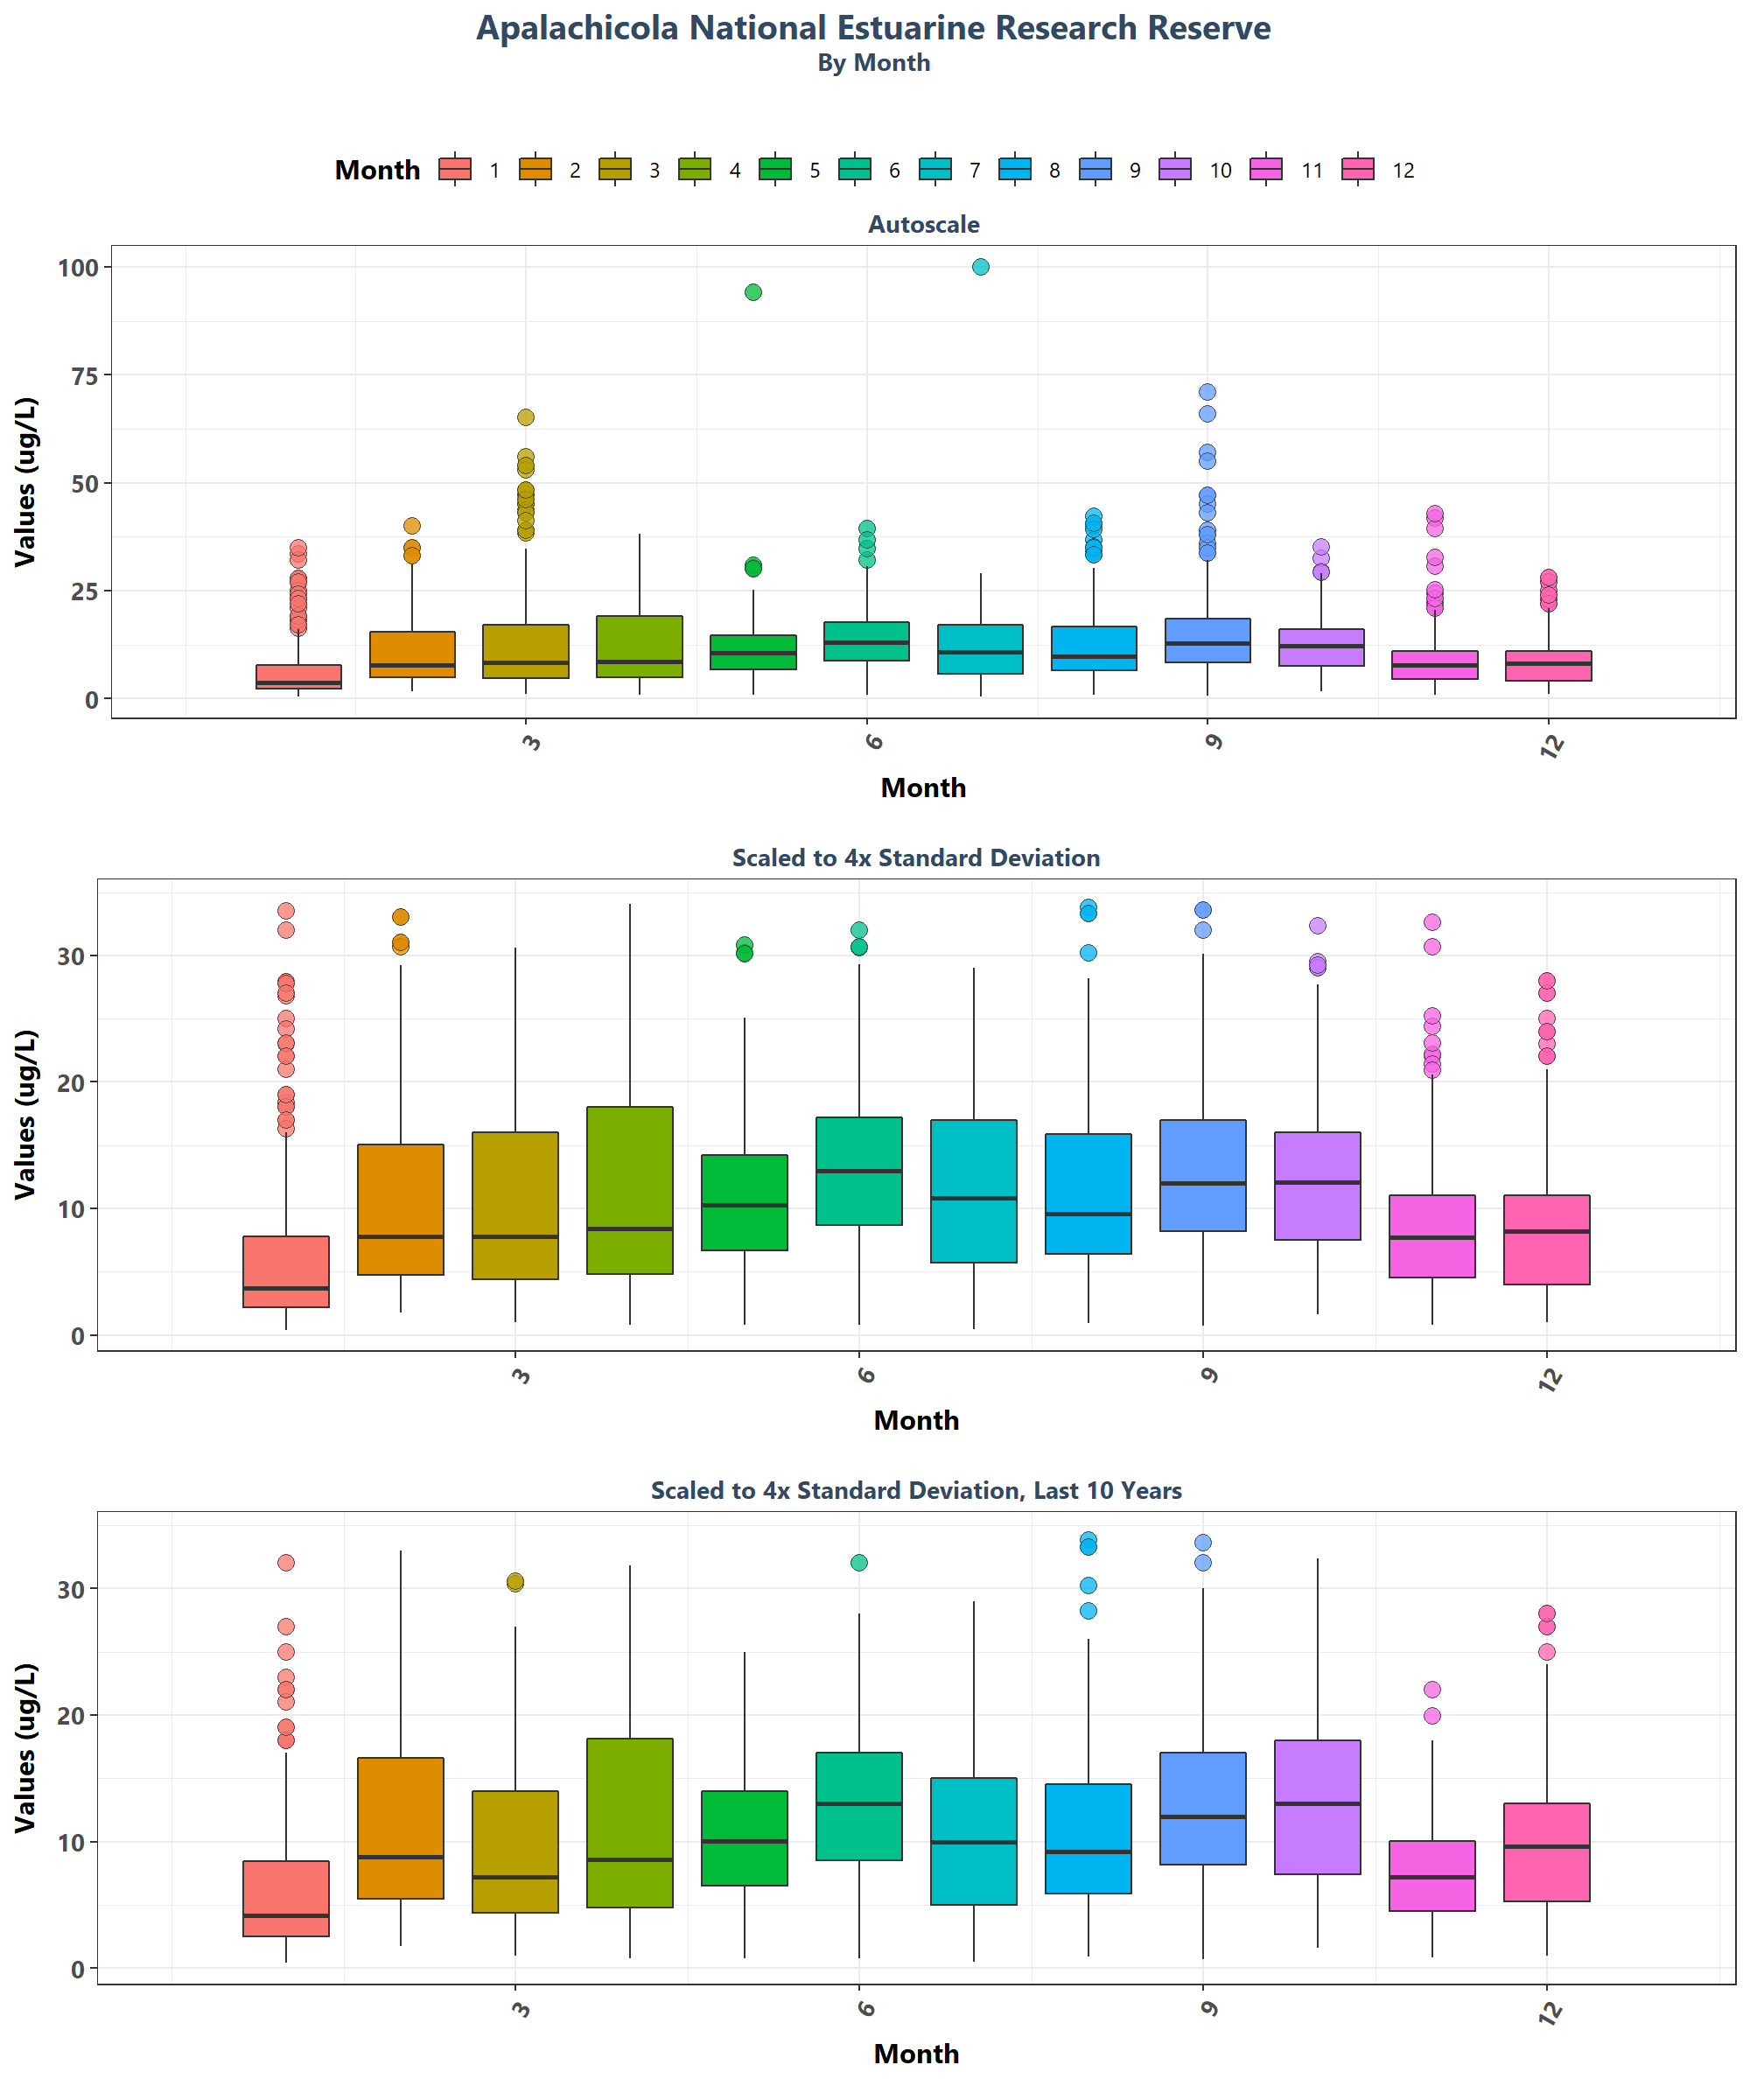 Apalachicola National Estuarine Research Reserve
By Month
Month 1 2 3 4 5 6 7 8 9 10 11 12
Autoscale
Values (ug/L)
100
75
50
25
0
3 6 9 12
Month
Scaled to 4x Standard Deviation
Values (ug/L)
30
20
10
0
3 6 9 12
Month
Scaled to 4x Standard Deviation, Last 10 Years
Values (ug/L)
30
20
10
0
3 6 9 12
Month